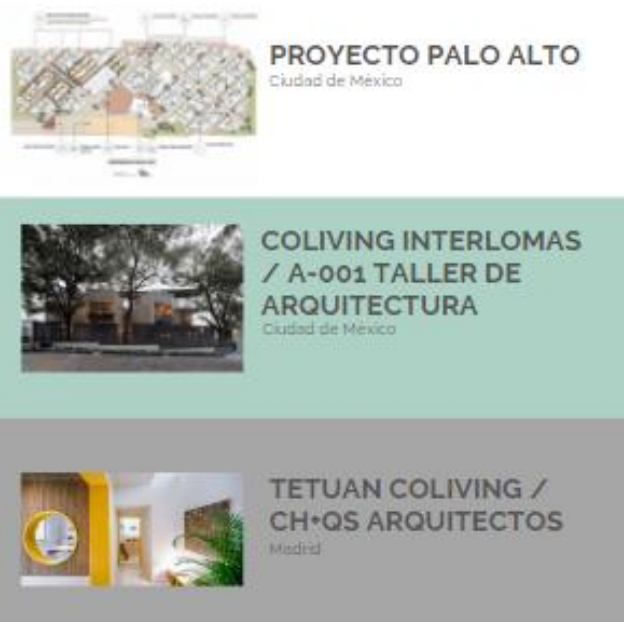 PROYECTO PALO ALTO
Ciudad de México
COLIVING INTERLOMAS
/ A-001 TALLER DE
ARQUITECTURA
Ciudad de México
TETUAN COLIVING /
CH+QS ARQUITECTOS
Madrid